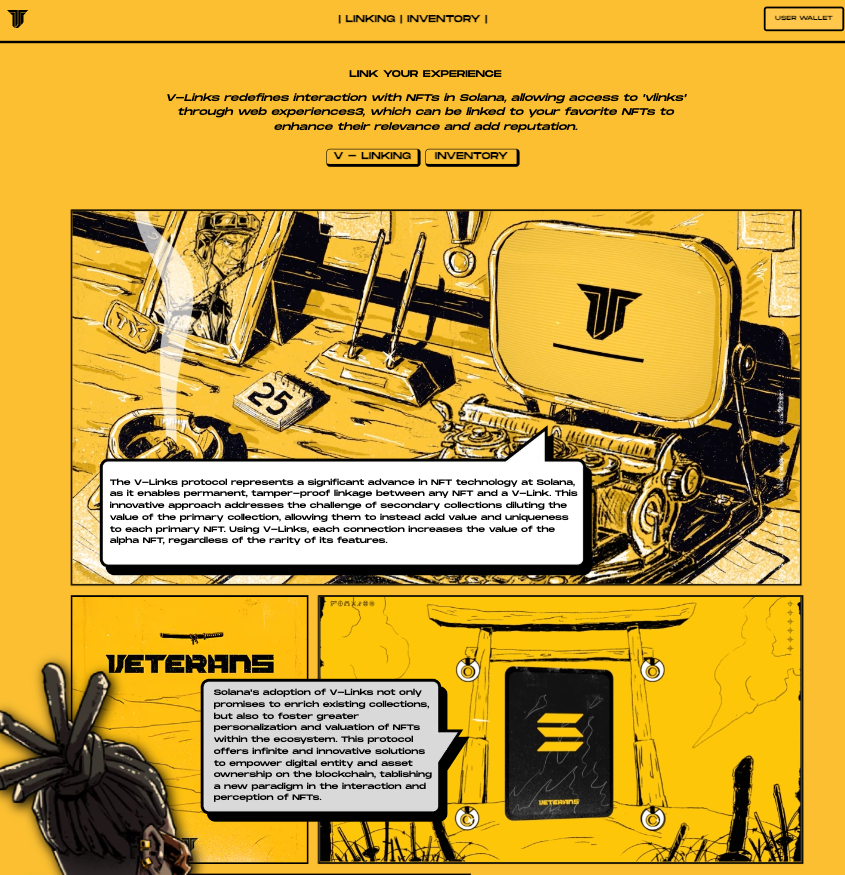 | LINKING | INVENTORY |
USER WALLET
LINK YOUR EXPERIENCE
V-Links redefines interaction with NFTs in Solana, allowing access to 'vlinks'
through web experiences3, which can be linked to your favorite NFTs to
enhance their relevance and add reputation.
V - LINKING
INVENTORY
TY
25
The V-Links protocol represents a significant advance in NFT technology at Solana,
as it enables permanent, tamper-proof linkage between any NFT and a V-Link. This
innovative approach addresses the challenge of secondary collections diluting the
value of the primary collection, allowing them to instead add value and uniqueness
to each primary NFT. Using V-Links, each connection increases the value of the
alpha NFT, regardless of the rarity of its features.
VETERANS
Solana's adoption of V-Links not only
promises to enrich existing collections,
but also to foster greater
personalization and valuation of NFTs
within the ecosystem. This protocol
offers infinite and innovative solutions
to empower digital entity and asset
ownership on the blockchain, tablishing
a new paradigm in the interaction and
perception of NFTs.
VETERANS